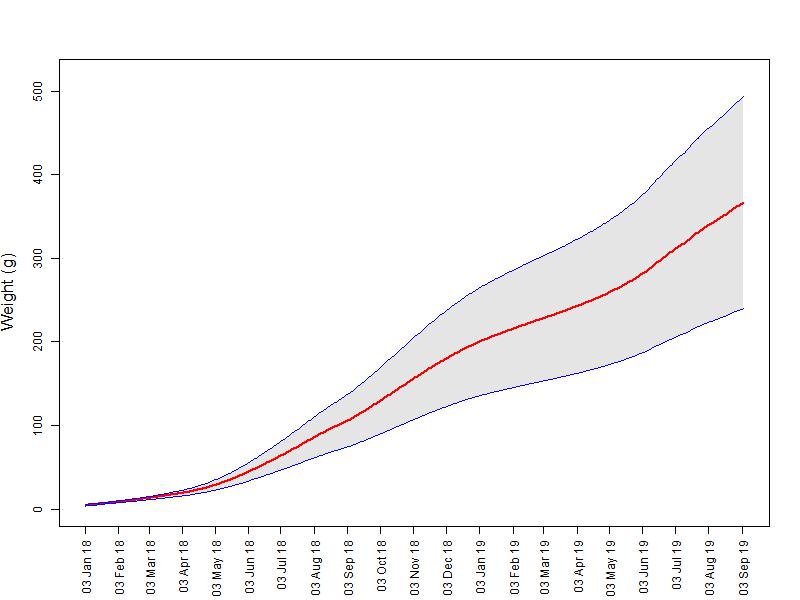 Weight (g)
500
400
300
200
100
0
03 Jan 18
03 Feb 18
03 Mar 18
03 Apr 18
03 May 18
03 Jun 18
03 Jul 18
03 Aug 18
03 Sep 18
03 Oct 18
03 Nov 18
03 Dec 18
03 Jan 19
03 Feb 19
03 Mar 19
03 Apr 19
03 May 19
03 Jun 19
03 Jul 19
03 Aug 19
03 Sep 19